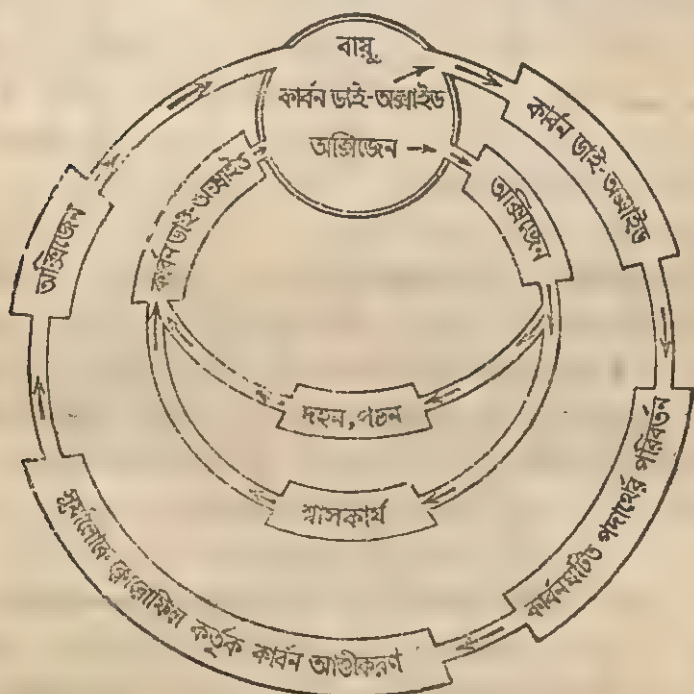 বায়ু
কার্বন ডাই-অক্সাইড
অক্সিজেন
কার্বন ডাই-অক্সাইড
অক্সিজেন
কার্বন ডাই-অক্সাইড
অক্সিজেন
দহন, পচন
শ্বাসকার্য
কার্বনঘটিত পদার্থের পরিবর্তন
সূর্যালোক-ক্লোরোফিল কর্তৃক কার্বন আত্তীকরণ